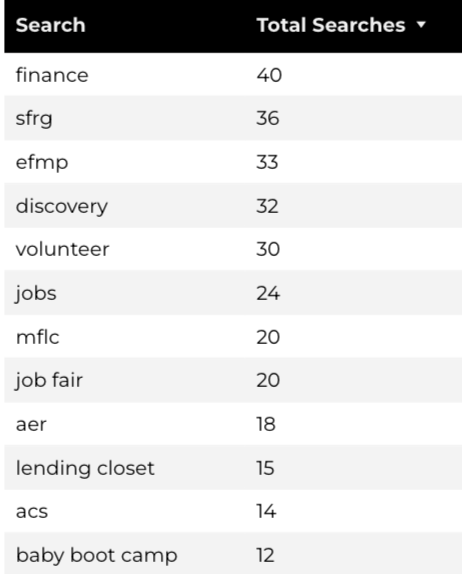 Search Total Searches ▼
finance 40
sfrg 36
efmp 33
discovery 32
volunteer 30
jobs 24
mflc 20
job fair 20
aer 18
lending closet 15
acs 14
baby boot camp 12